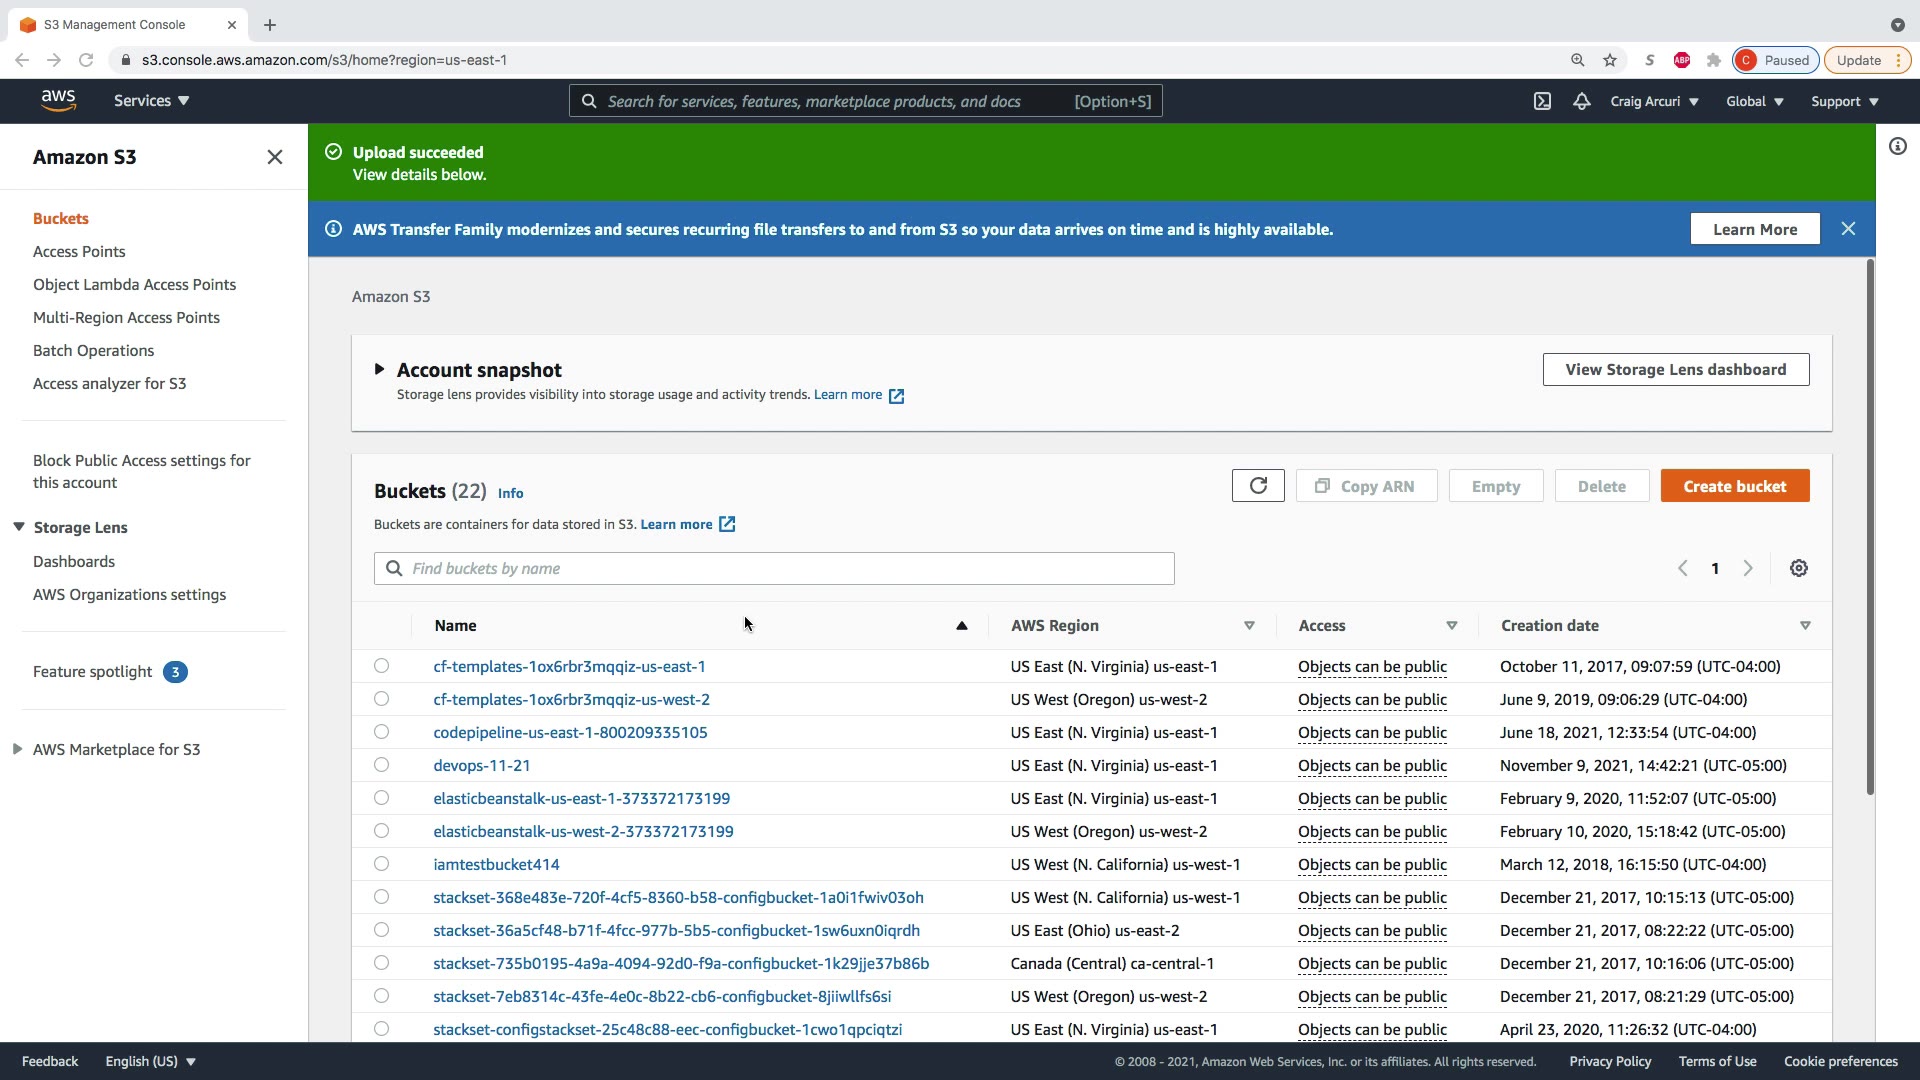 S3 Management Console
s3.console.aws.amazon.com/s3/home?region=us-east-1
S
ABP
C
Paused
Update
aws
Services
Search for services, features, marketplace products, and docs
[Option+S]
Craig Arcuri
Global
Support
Amazon S3
Buckets
Access Points
Object Lambda Access Points
Multi-Region Access Points
Batch Operations
Access analyzer for S3
Block Public Access settings for
this account
Storage Lens
Dashboards
AWS Organizations settings
Feature spotlight 3
AWS Marketplace for S3
Upload succeeded
View details below.
AWS Transfer Family modernizes and secures recurring file transfers to and from S3 so your data arrives on time and is highly available.
Learn More
Amazon S3
Account snapshot
Storage lens provides visibility into storage usage and activity trends. Learn more
View Storage Lens dashboard
Buckets (22) Info
Buckets are containers for data stored in S3. Learn more
Copy ARN
Empty
Delete
Create bucket
Find buckets by name
1
Name AWS Region Access Creation date
cf-templates-1ox6rbr3mqqiz-us-east-1 US East (N. Virginia) us-east-1 Objects can be public October 11, 2017, 09:07:59 (UTC-04:00)
cf-templates-1ox6rbr3mqqiz-us-west-2 US West (Oregon) us-west-2 Objects can be public June 9, 2019, 09:06:29 (UTC-04:00)
codepipeline-us-east-1-800209335105 US East (N. Virginia) us-east-1 Objects can be public June 18, 2021, 12:33:54 (UTC-04:00)
devops-11-21 US East (N. Virginia) us-east-1 Objects can be public November 9, 2021, 14:42:21 (UTC-05:00)
elasticbeanstalk-us-east-1-373372173199 US East (N. Virginia) us-east-1 Objects can be public February 9, 2020, 11:52:07 (UTC-05:00)
elasticbeanstalk-us-west-2-373372173199 US West (Oregon) us-west-2 Objects can be public February 10, 2020, 15:18:42 (UTC-05:00)
iamtestbucket414 US West (N. California) us-west-1 Objects can be public March 12, 2018, 16:15:50 (UTC-04:00)
stackset-368e483e-720f-4cf5-8360-b58-configbucket-1a0i1fwiv03oh US West (N. California) us-west-1 Objects can be public December 21, 2017, 10:15:13 (UTC-05:00)
stackset-36a5cf48-b71f-4fcc-977b-5b5-configbucket-1sw6uxn0iqrdh US East (Ohio) us-east-2 Objects can be public December 21, 2017, 08:22:22 (UTC-05:00)
stackset-735b0195-4a9a-4094-92d0-f9a-configbucket-1k29jje37b86b Canada (Central) ca-central-1 Objects can be public December 21, 2017, 10:16:06 (UTC-05:00)
stackset-7eb8314c-43fe-4e0c-8b22-cb6-configbucket-8jiiwllfs6si US West (Oregon) us-west-2 Objects can be public December 21, 2017, 08:21:29 (UTC-05:00)
stackset-configstackset-25c48c88-eec-configbucket-1cwo1qpciqtzi US East (N. Virginia) us-east-1 Objects can be public April 23, 2020, 11:26:32 (UTC-04:00)
Feedback
English (US)
© 2008 - 2021, Amazon Web Services, Inc. or its affiliates. All rights reserved.
Privacy Policy
Terms of Use
Cookie preferences